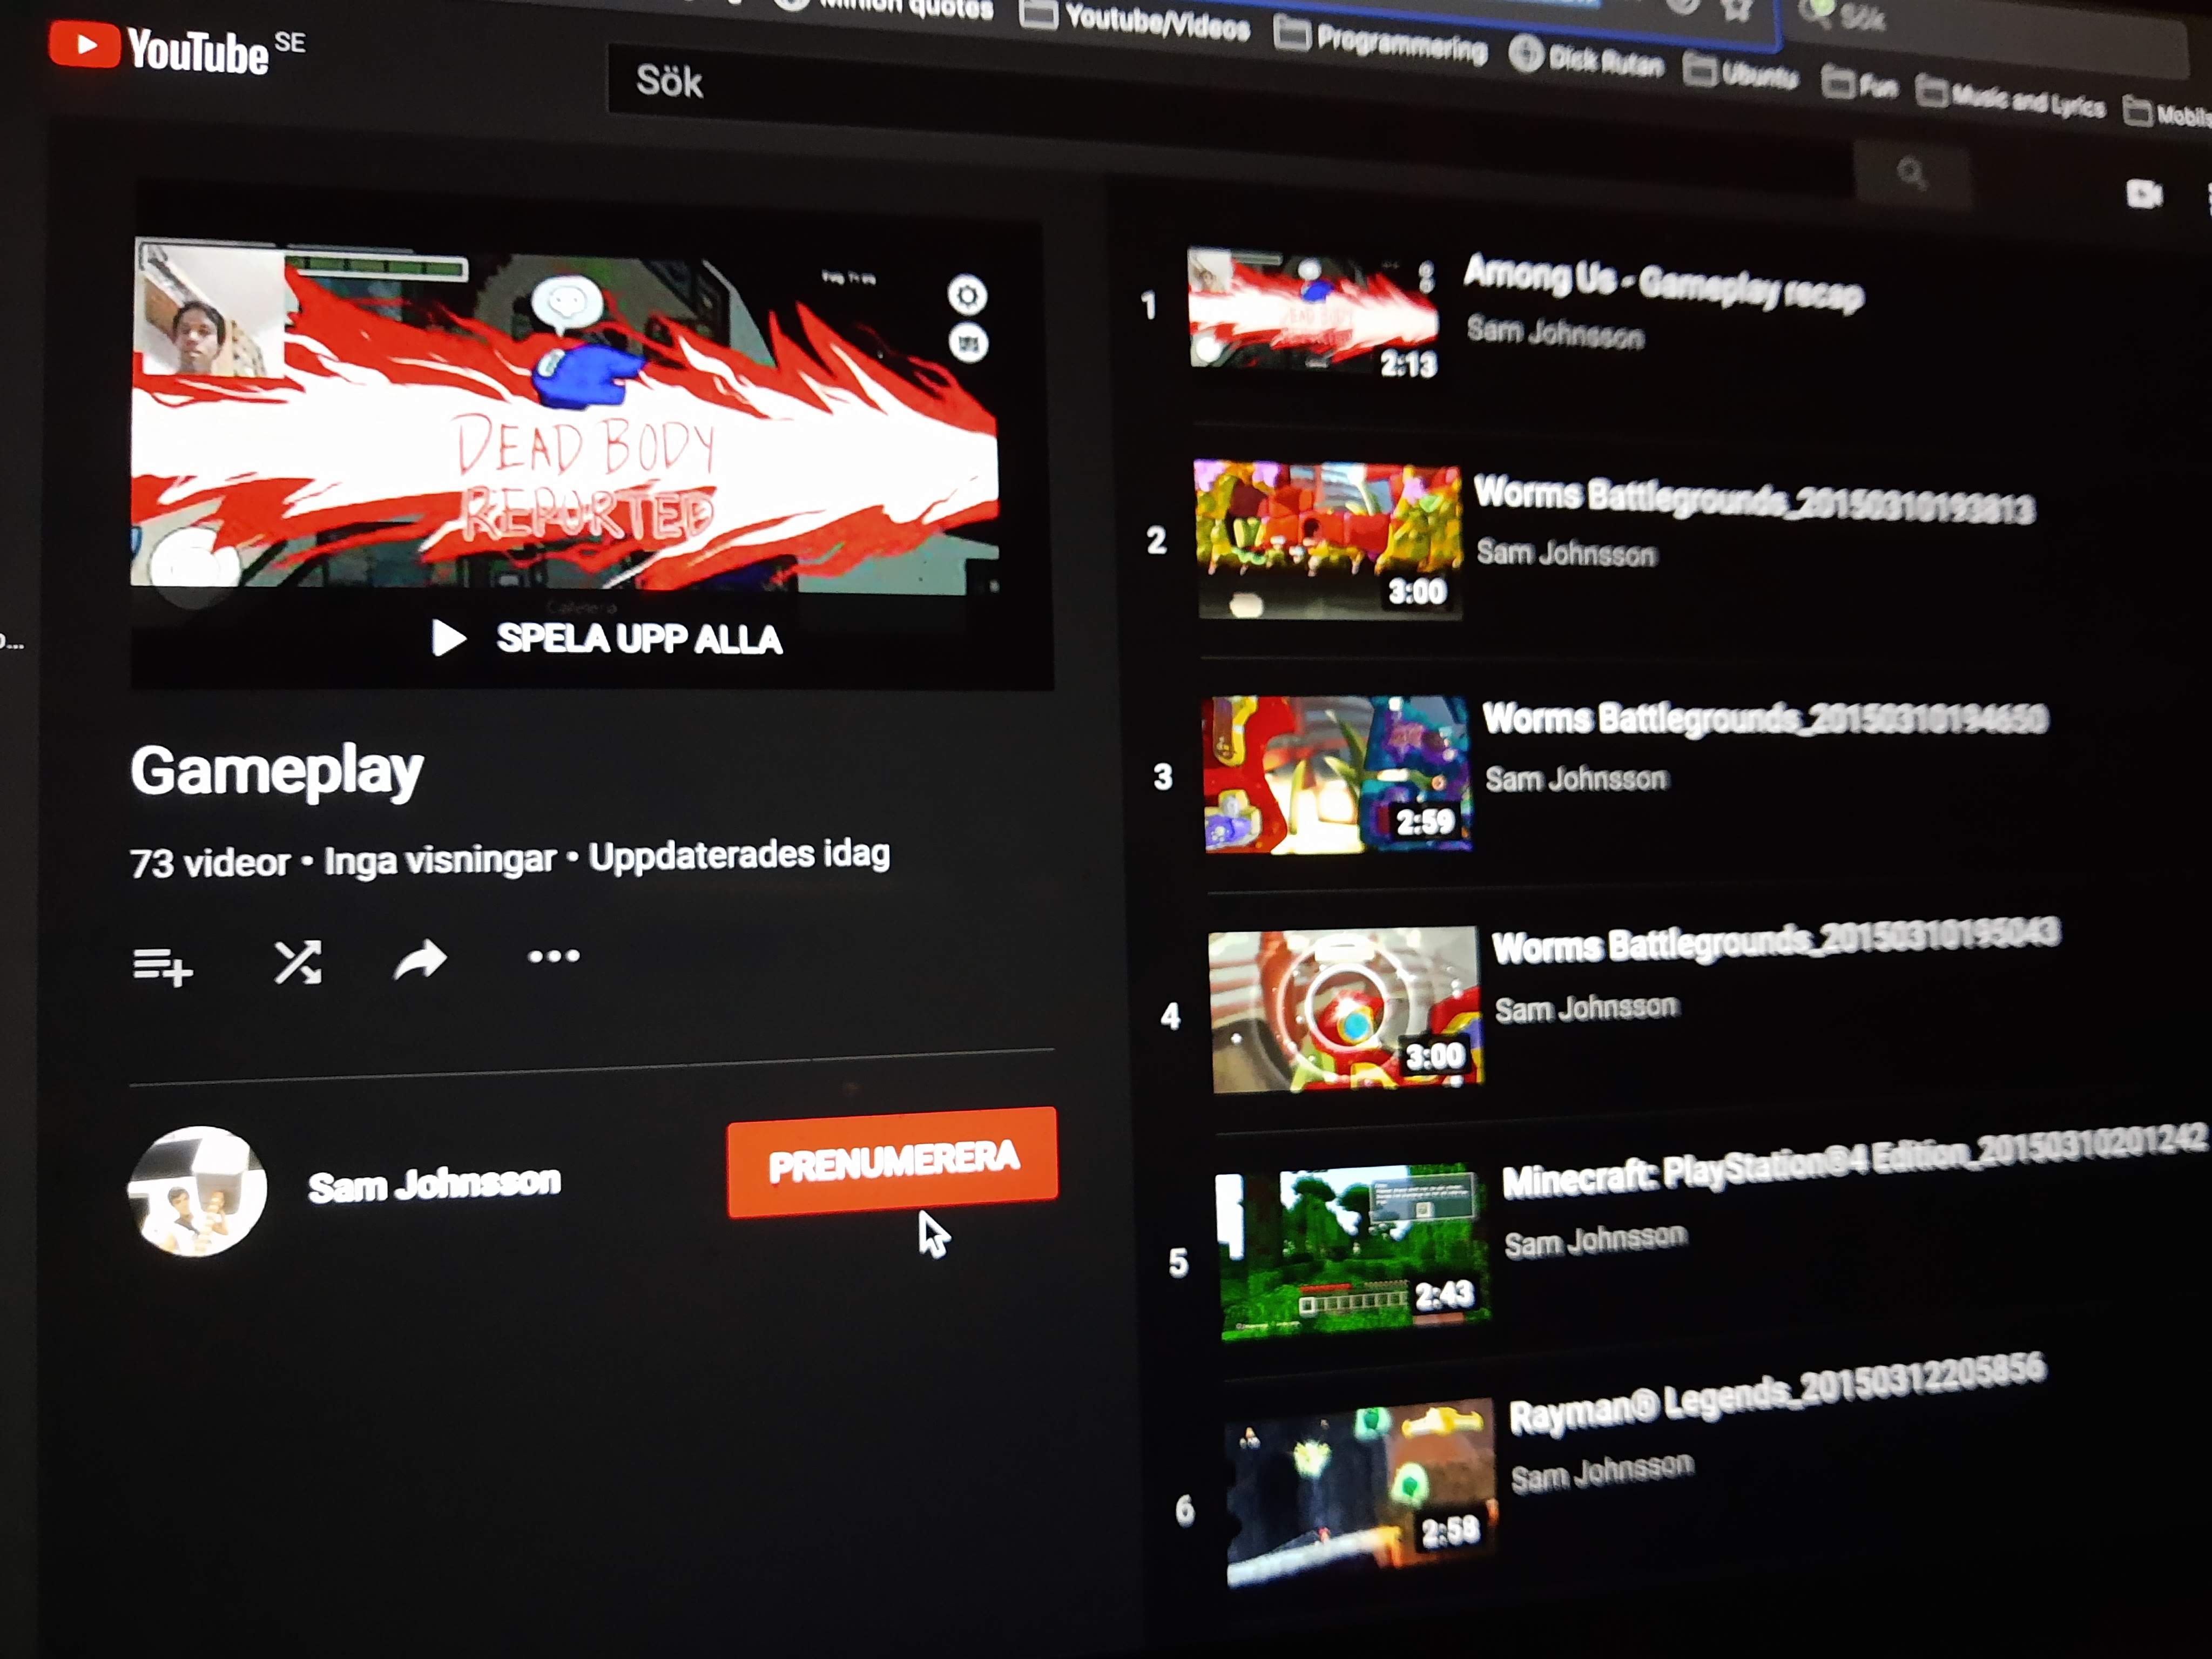 Minion quotes
Youtube/Videos
Programmering
Dick Rutan
Ubuntu
Fun
Music and Lyrics
Sök
YouTube SE
Sök
DEAD BODY
REPORTED
Cafeteria
SPELA UPP ALLA
Gameplay
73 videor • Inga visningar • Uppdaterades idag
Sam Johnsson
PRENUMERERA
1
Among Us - Gameplay recap
Sam Johnsson
2:13
2
Worms Battlegrounds_20150310193813
Sam Johnsson
3:00
3
Worms Battlegrounds_20150310194650
Sam Johnsson
2:59
4
Worms Battlegrounds_20150310195043
Sam Johnsson
3:00
5
Minecraft: PlayStation®4 Edition_20150310201242
Sam Johnsson
2:43
6
Rayman® Legends_20150312205856
Sam Johnsson
2:58